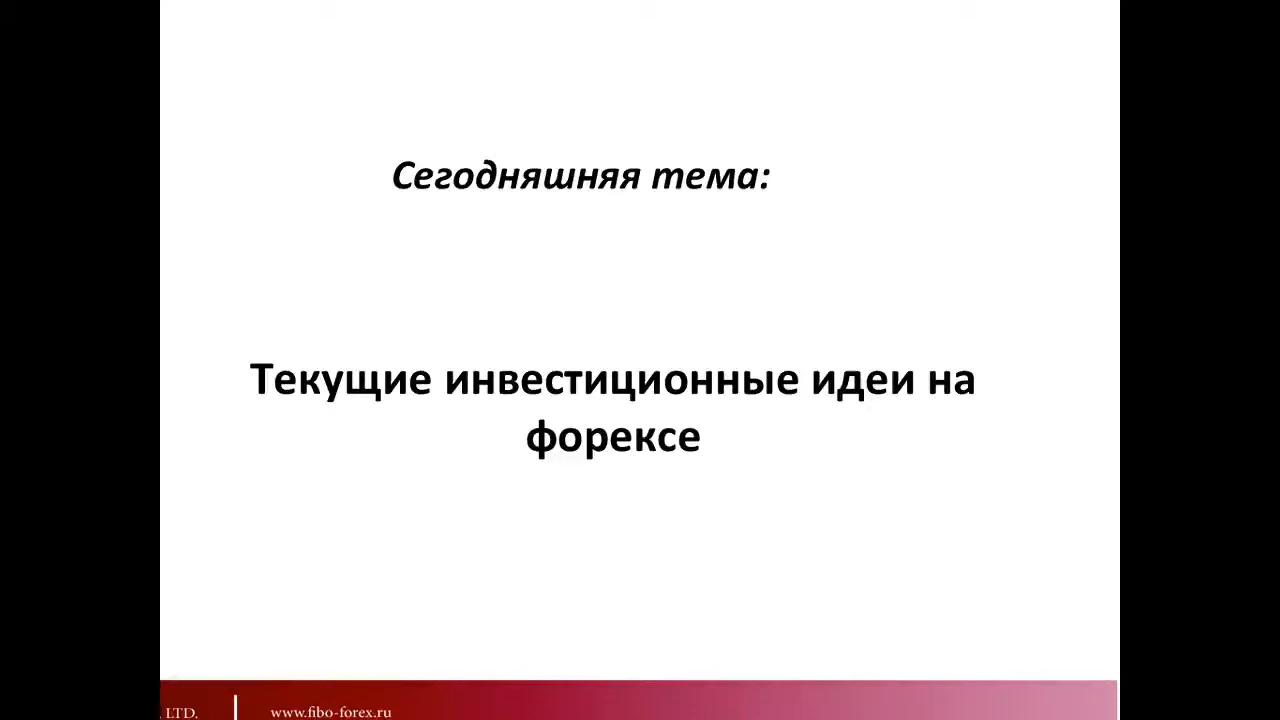 Сегодняшняя тема:
Текущие инвестиционные идеи на
форексе
LTD.
www.fibo-forex.ru